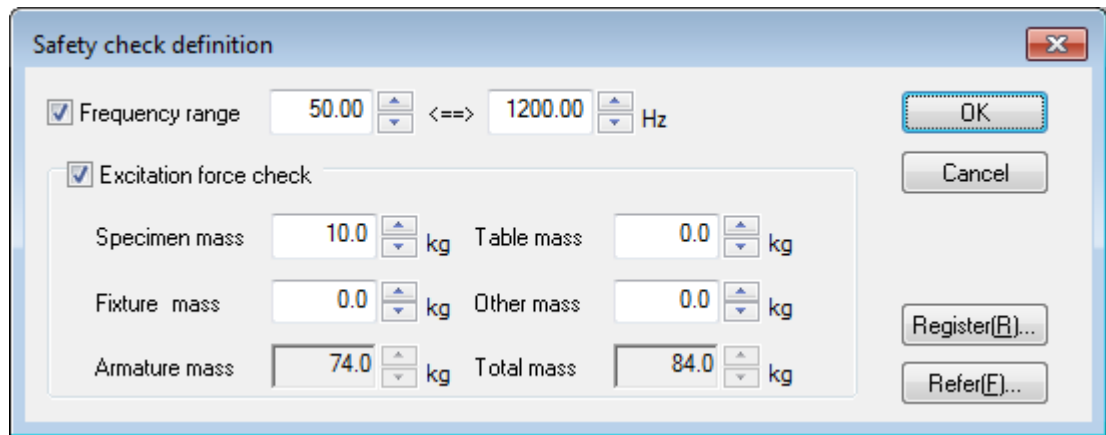 Safety check definition
Frequency range 50.00 <==> 1200.00 Hz
OK
Excitation force check
Cancel
Specimen mass 10.0 kg Table mass 0.0 kg
Fixture mass 0.0 kg Other mass 0.0 kg
Register(R)...
Armature mass 74.0 kg Total mass 84.0 kg
Refer(F)...